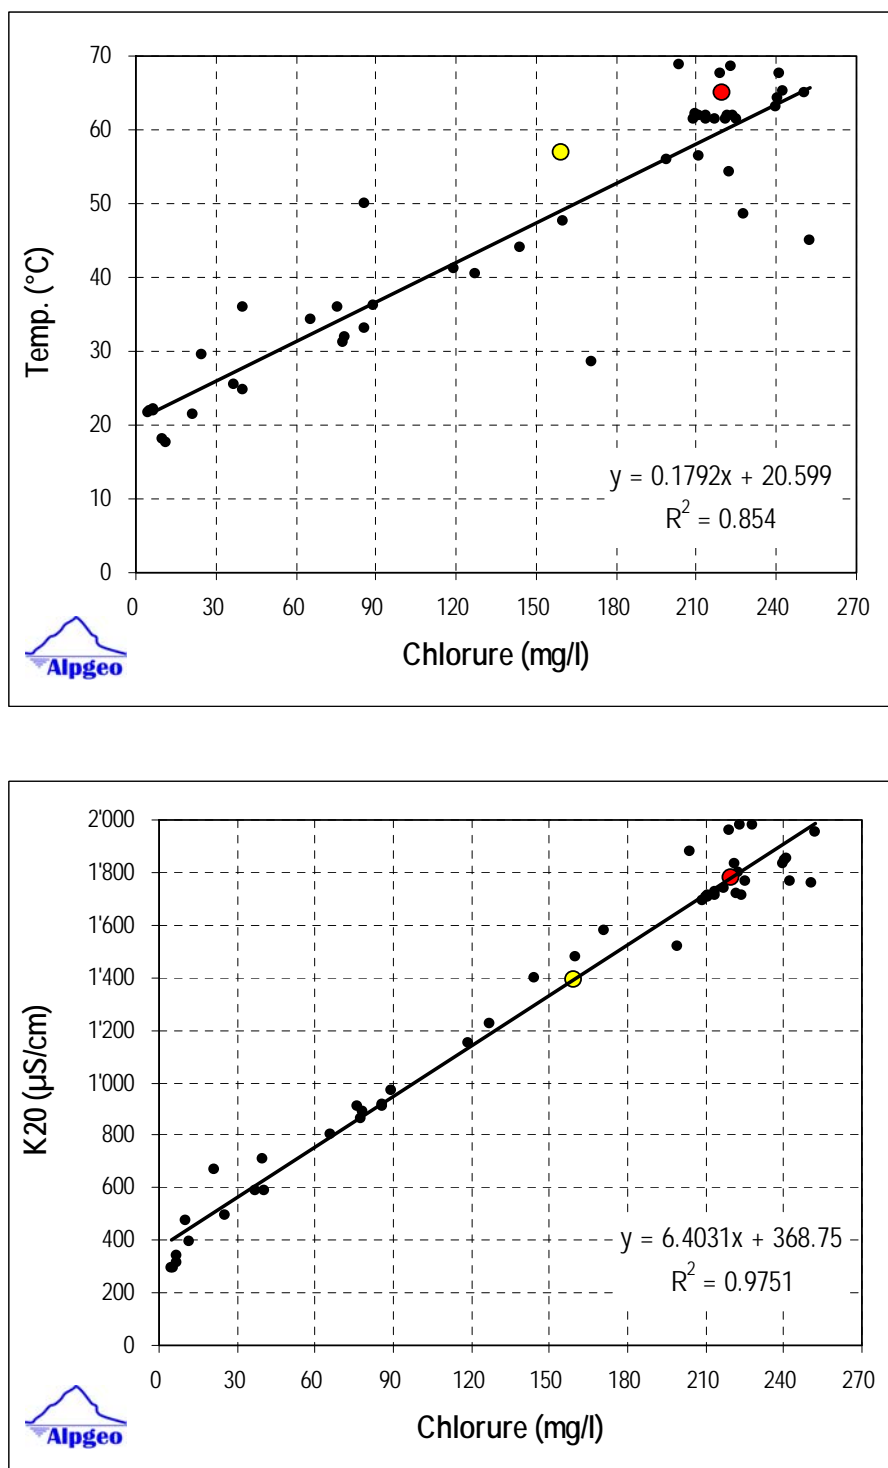 70
60
50
40
30
20
10
0
Temp. (°C)
y = 0.1792x + 20.599
R² = 0.854
0 30 60 90 120 150 180 210 240 270
Chlorure (mg/l)
Alpgeo
2'000
1'800
1'600
1'400
1'200
1'000
800
600
400
200
0
K20 (µS/cm)
y = 6.4031x + 368.75
R² = 0.9751
0 30 60 90 120 150 180 210 240 270
Chlorure (mg/l)
Alpgeo